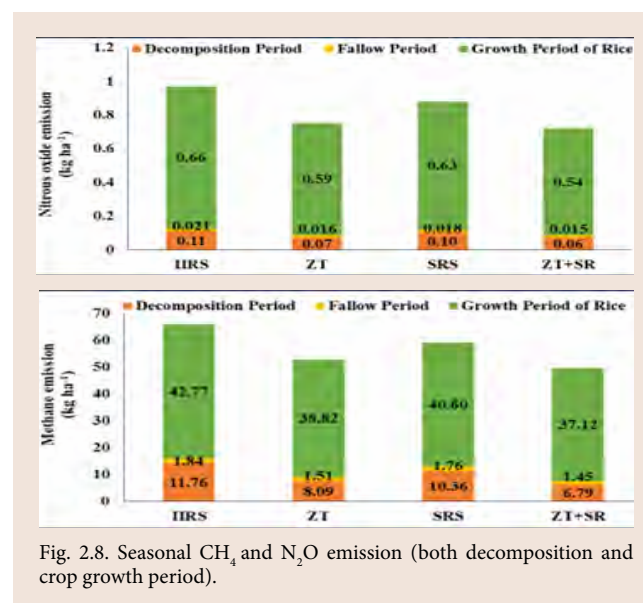 Decomposition Period Fallow Period Growth Period of Rice
Nitrous oxide emission
(kg ha⁻¹)
1.2
1
0.8
0.6
0.4
0.2
0
0.66
0.59
0.63
0.54
0.021
0.016
0.018
0.015
0.11
0.07
0.10
0.06
IIRS
ZT
SRS
ZT+SR
Decomposition Period Fallow Period Growth Period of Rice
Methane emission
(kg ha⁻¹)
70
60
50
40
30
20
10
0
42.77
38.82
40.60
37.12
1.84
1.51
1.76
1.45
11.76
8.09
10.36
6.79
IIRS
ZT
SRS
ZT+SR
Fig. 2.8. Seasonal CH₄ and N₂O emission (both decomposition and
crop growth period).